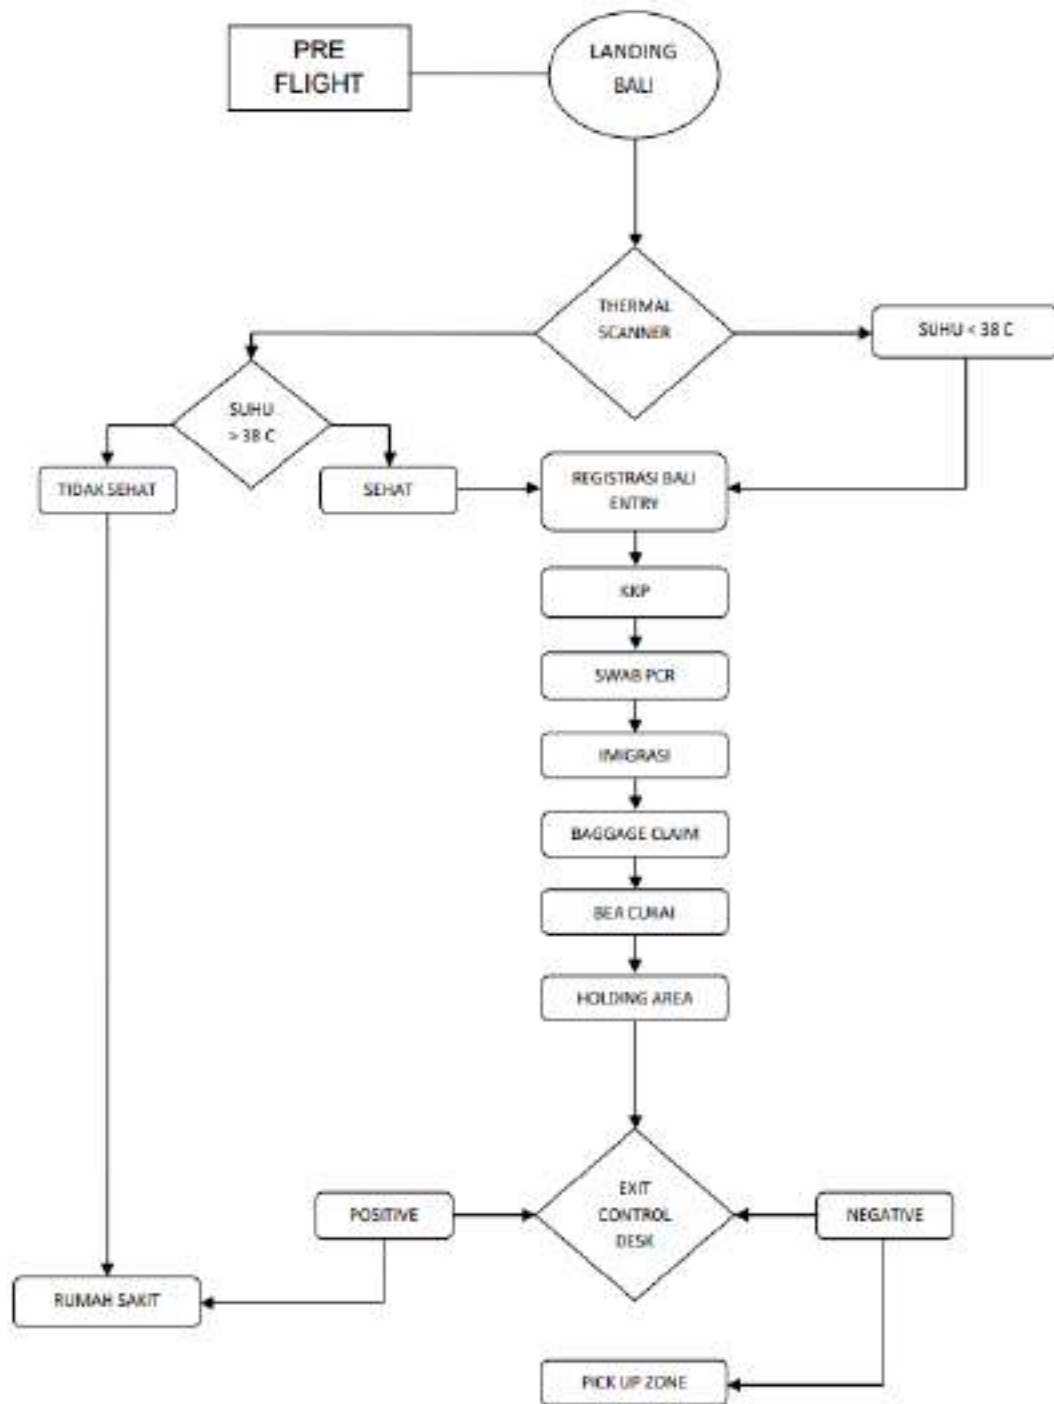 PRE
FLIGHT
LANDING
BALI
THERMAL
SCANNER
SUHU < 38 C
SUHU
> 38 C
TIDAK SEHAT
SEHAT
REGISTRASI BALI
ENTRY
KKP
SWAB PCR
IMIGRASI
BAGGAGE CLAIM
BEA CUKAI
HOLDING AREA
POSITIVE
EXIT
CONTROL
DESK
NEGATIVE
RUMAH SAKIT
PICK UP ZONE